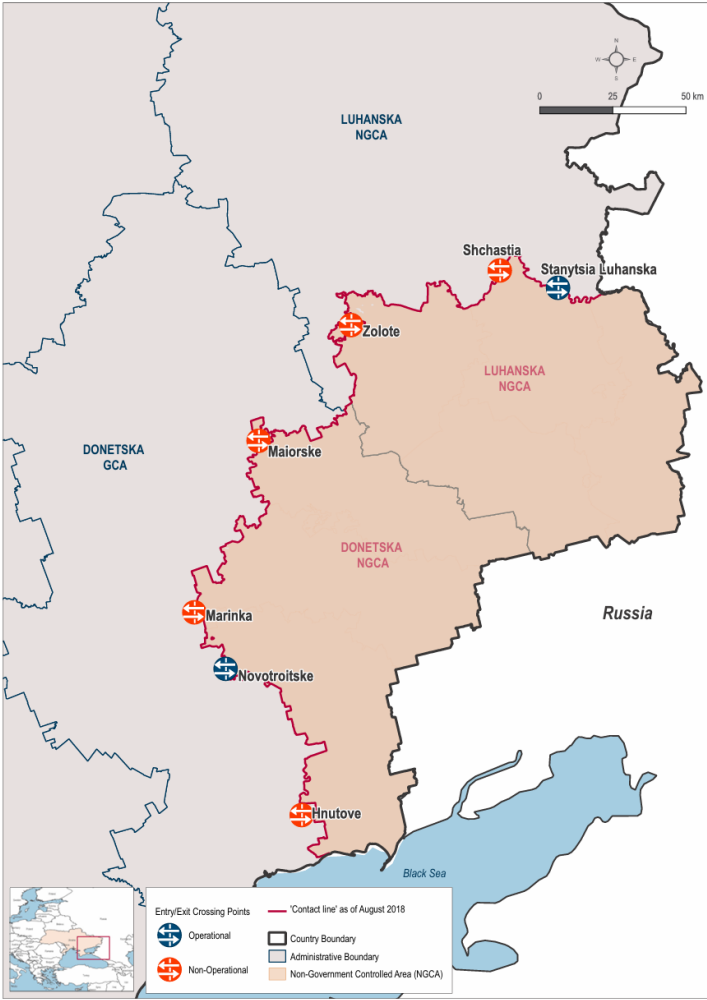 N
W
E
S
0
25
50 km
LUHANSKA
NGCA
Shchastia
Stanytsia Luhanska
Zolote
LUHANSKA
NGCA
DONETSKA
GCA
Maiorske
DONETSKA
NGCA
Marinka
Russia
Novotroitske
Hnutove
Black Sea
Entry/Exit Crossing Points
Operational
Non-Operational
'Contact line' as of August 2018
Country Boundary
Administrative Boundary
Non-Government Controlled Area (NGCA)